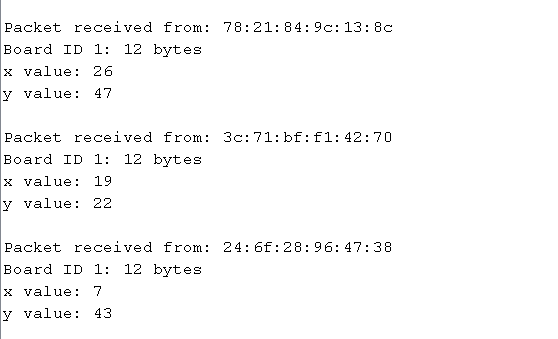 Packet received from: 78:21:84:9c:13:8c
Board ID 1: 12 bytes
x value: 26
y value: 47
Packet received from: 3c:71:bf:f1:42:70
Board ID 1: 12 bytes
x value: 19
y value: 22
Packet received from: 24:6f:28:96:47:38
Board ID 1: 12 bytes
x value: 7
y value: 43